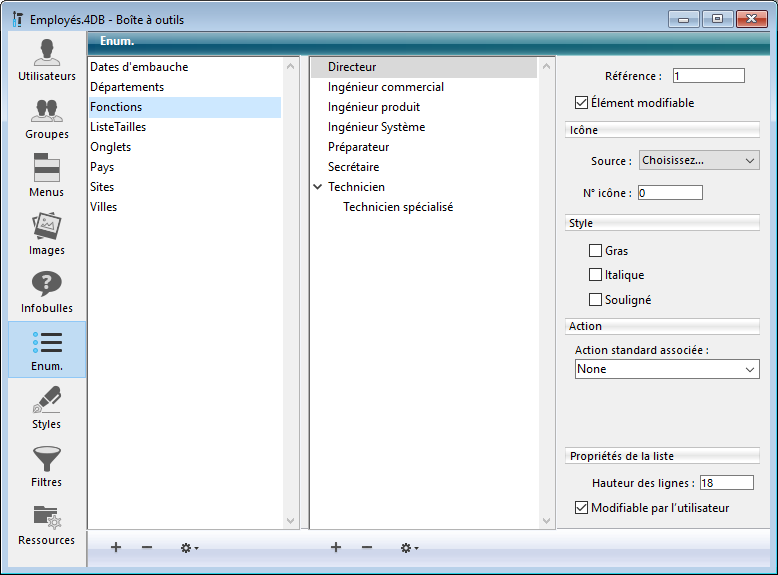 Employés.4DB - Boîte à outils
Enum.
Utilisateurs
Groupes
Menus
Images
Infobulles
Enum.
Styles
Filtres
Ressources
Dates d'embauche
Départements
Fonctions
ListeTailles
Onglets
Pays
Sites
Villes
Directeur
Ingénieur commercial
Ingénieur produit
Ingénieur Système
Préparateur
Secrétaire
Technicien
Technicien spécialisé
Référence : 1
Élément modifiable
Icône
Source : Choisissez...
N° icône : 0
Style
Gras
Italique
Souligné
Action
Action standard associée :
None
Propriétés de la liste
Hauteur des lignes : 18
Modifiable par l'utilisateur